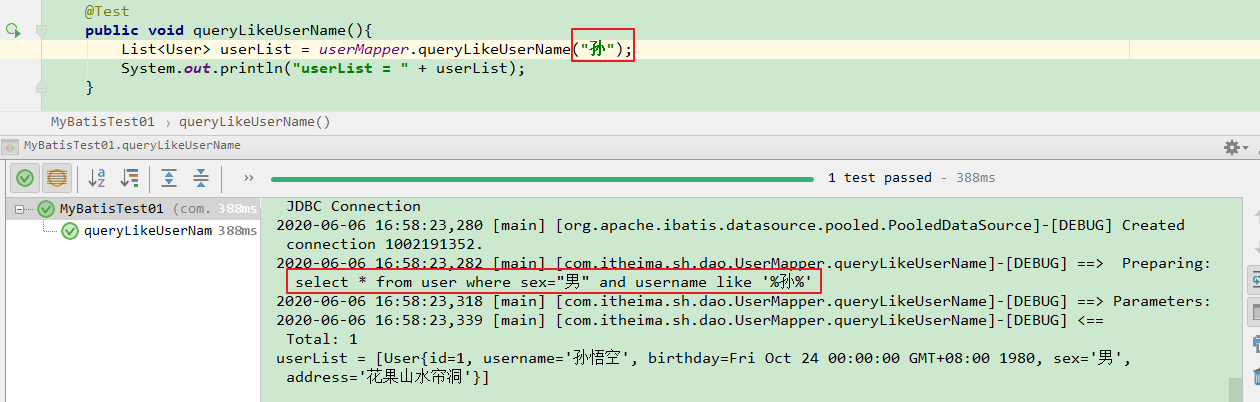 @Test
public void queryLikeUserName(){
List<User> userList = userMapper.queryLikeUserName("孙");
System.out.println("userList = " + userList);
}
MyBatisTest01 › queryLikeUserName()
MyBatisTest01.queryLikeUserName
» 1 test passed - 388ms
MyBatisTest01 (com. 388ms
queryLikeUserNam 388ms
JDBC Connection
2020-06-06 16:58:23,280 [main] [org.apache.ibatis.datasource.pooled.PooledDataSource]-[DEBUG] Created
connection 1002191352.
2020-06-06 16:58:23,282 [main] [com.itheima.sh.dao.UserMapper.queryLikeUserName]-[DEBUG] ==>  Preparing:
select * from user where sex="男" and username like '%孙%'
2020-06-06 16:58:23,318 [main] [com.itheima.sh.dao.UserMapper.queryLikeUserName]-[DEBUG] ==> Parameters:
2020-06-06 16:58:23,339 [main] [com.itheima.sh.dao.UserMapper.queryLikeUserName]-[DEBUG] <==
Total: 1
userList = [User{id=1, username='孙悟空', birthday=Fri Oct 24 00:00:00 GMT+08:00 1980, sex='男',
address='花果山水帘洞'}]